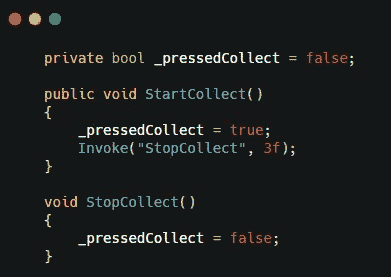 private bool _pressedCollect = false;
public void StartCollect()
{
_pressedCollect = true;
Invoke("StopCollect", 3f);
}
void StopCollect()
{
_pressedCollect = false;
}